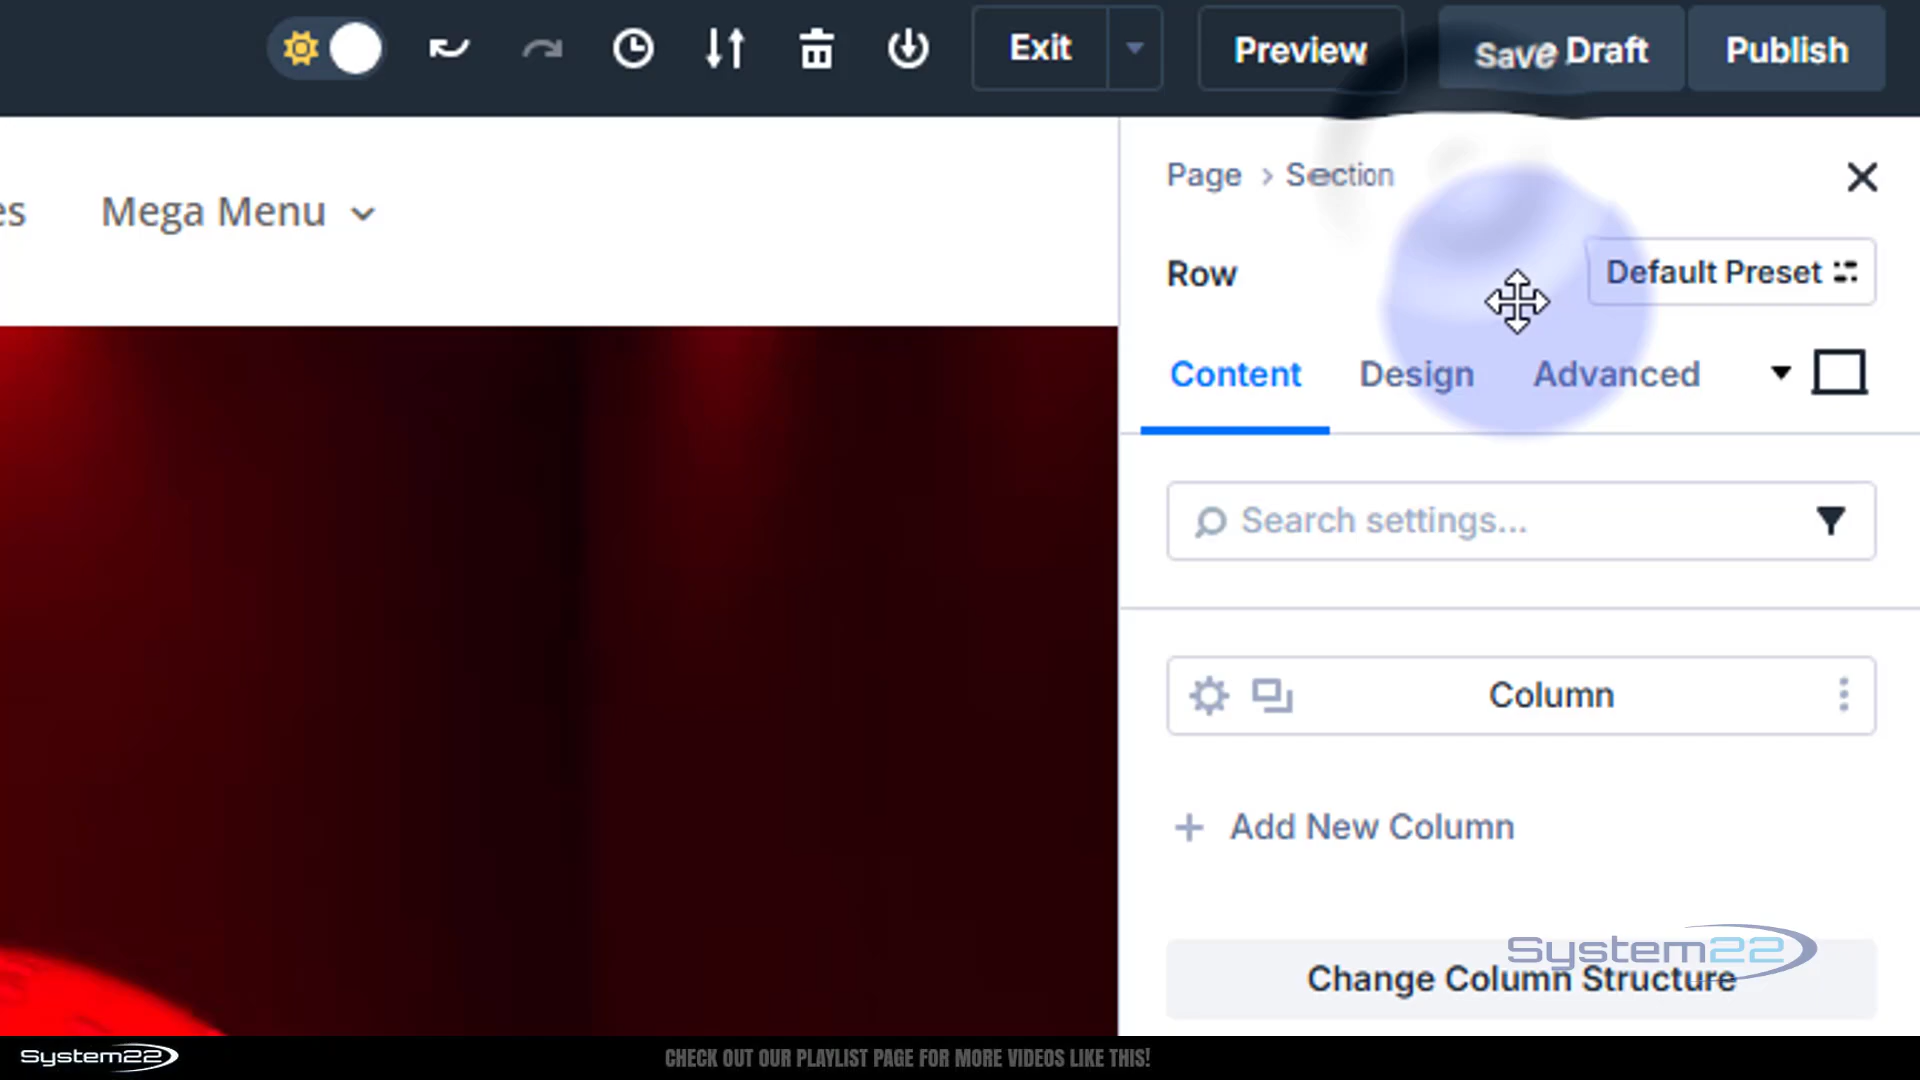 Exit
Preview
Save Draft
Publish
es
Mega Menu
Page > Section
Row
Default Preset
Content
Design
Advanced
Search settings...
Column
+ Add New Column
Change Column Structure
System22
System22
CHECK OUT OUR PLAYLIST PAGE FOR MORE VIDEOS LIKE THIS!